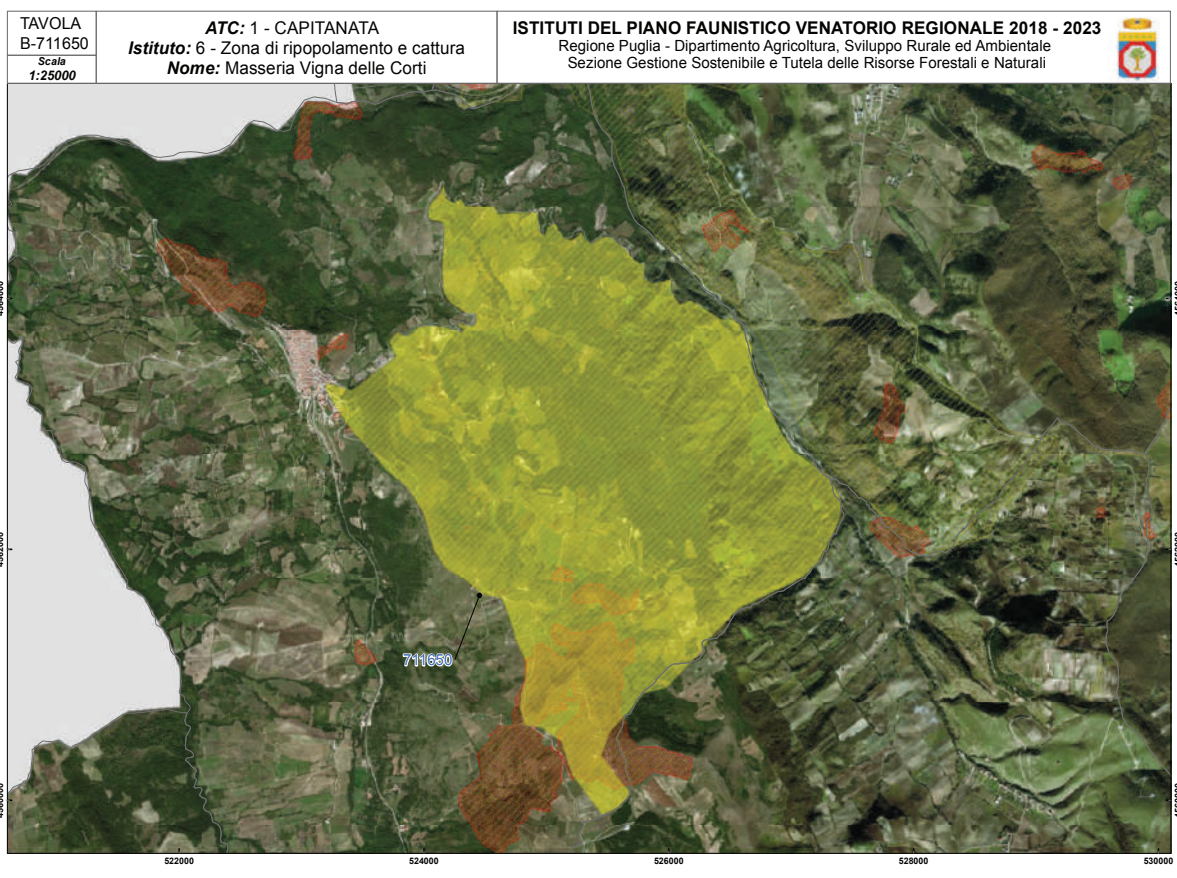 TAVOLA
B-711650
Scala
1:25000
ATC: 1 - CAPITANATA
Istituto: 6 - Zona di ripopolamento e cattura
Nome: Masseria Vigna delle Corti
ISTITUTI DEL PIANO FAUNISTICO VENATORIO REGIONALE 2018 - 2023
Regione Puglia - Dipartimento Agricoltura, Sviluppo Rurale ed Ambientale
Sezione Gestione Sostenibile e Tutela delle Risorse Forestali e Naturali
711650
522000
524000
526000
528000
530000